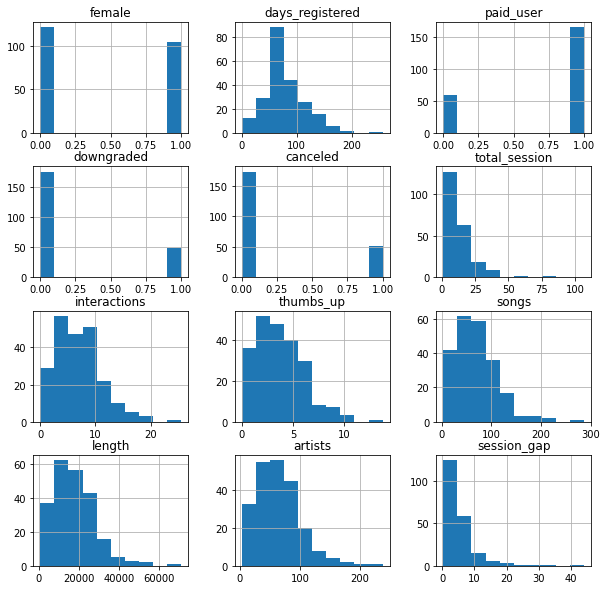 female days_registered paid_user
100
50
0
0.00 0.25 0.50 0.75 1.00
80
60
40
20
0
0 100 200
150
100
50
0
0.00 0.25 0.50 0.75 1.00
downgraded canceled total_session
150
100
50
0
0.00 0.25 0.50 0.75 1.00
150
100
50
0
0.00 0.25 0.50 0.75 1.00
100
50
0
0 25 50 75 100
interactions thumbs_up songs
40
20
0
0 10 20
40
20
0
0 5 10
60
40
20
0
0 100 200 300
length artists session_gap
60
40
20
0
0 20000 40000 60000
40
20
0
0 100 200
100
50
0
0 10 20 30 40